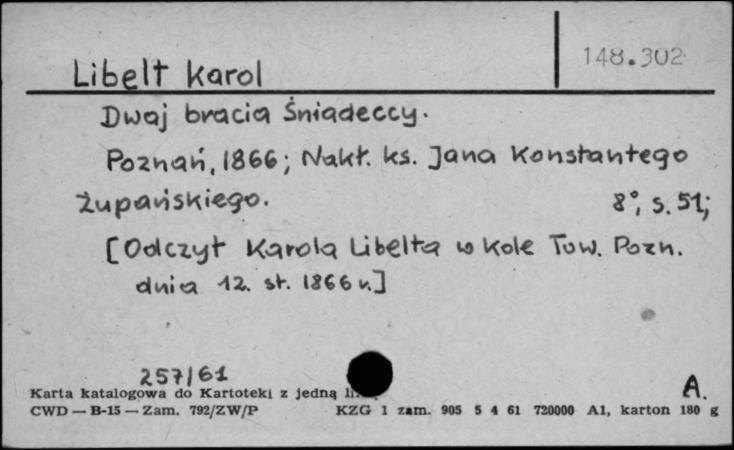 148.302
Libelt Karol
Dwaj bracia Śniadeccy.
Poznań, 1866; Nakł. ks. Jana Konstantego
Żupańskiego. 8°, s. 51;
[Odczyt Karola Libelta w Kole Tow. Pozn.
dnia 12. st. 1866 r.]
257/61
Karta katalogowa do Kartoteki z jedną
A.
CWD — B-15 — Zam. 792/ZW/P KZG 1 zam. 905 5 4 61 720000 A1, karton 180 g